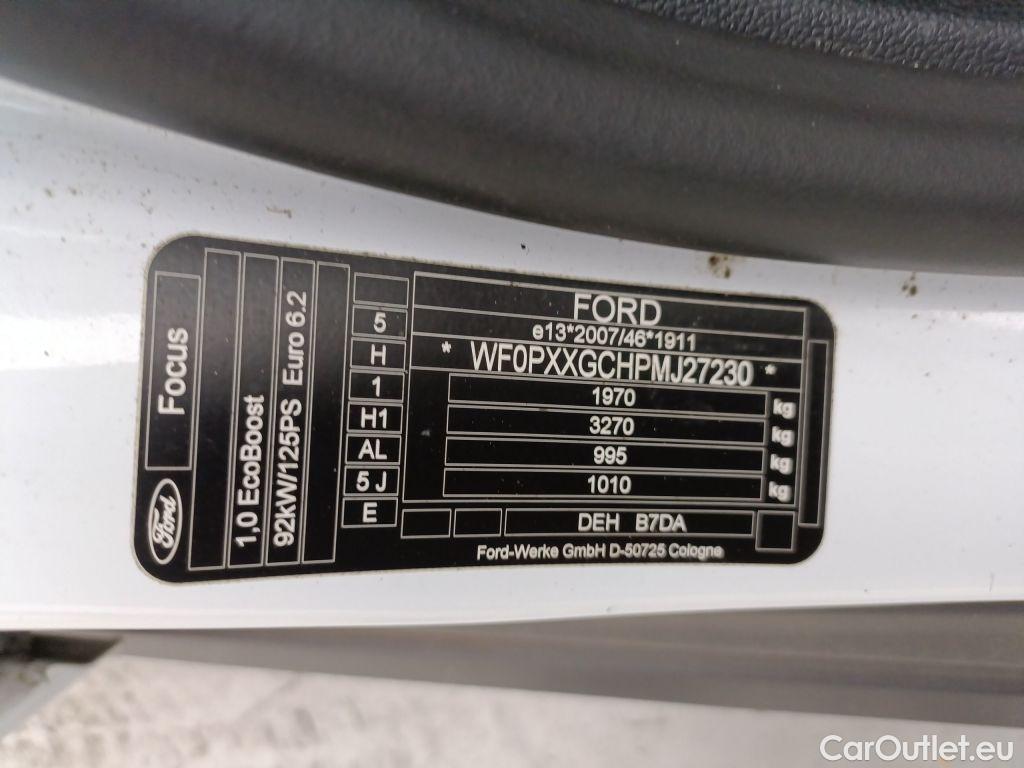 Focus
Ford
1,0 EcoBoost
92kW/125PS Euro 6.2
5
H
1
H1
AL
5 J
E
FORD
e13*2007/46*1911
* WF0PXXGCHPMJ27230 *
1970 kg
3270 kg
995 kg
1010 kg
DEH B7DA
Ford-Werke GmbH D-50725 Cologne
CarOutlet.eu